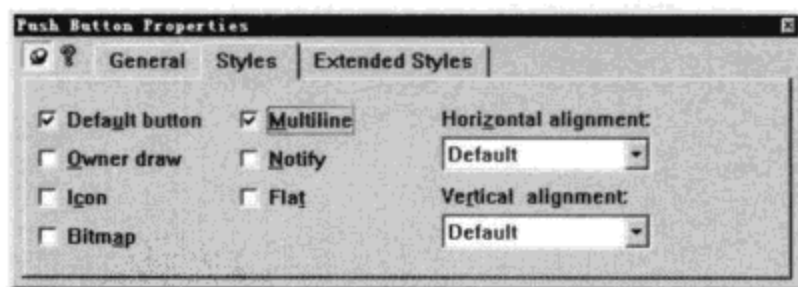 Push Button Properties
General Styles Extended Styles
Default button Multiline Horizontal alignment:
Owner draw Notify Default
Icon Flat Vertical alignment:
Bitmap Default